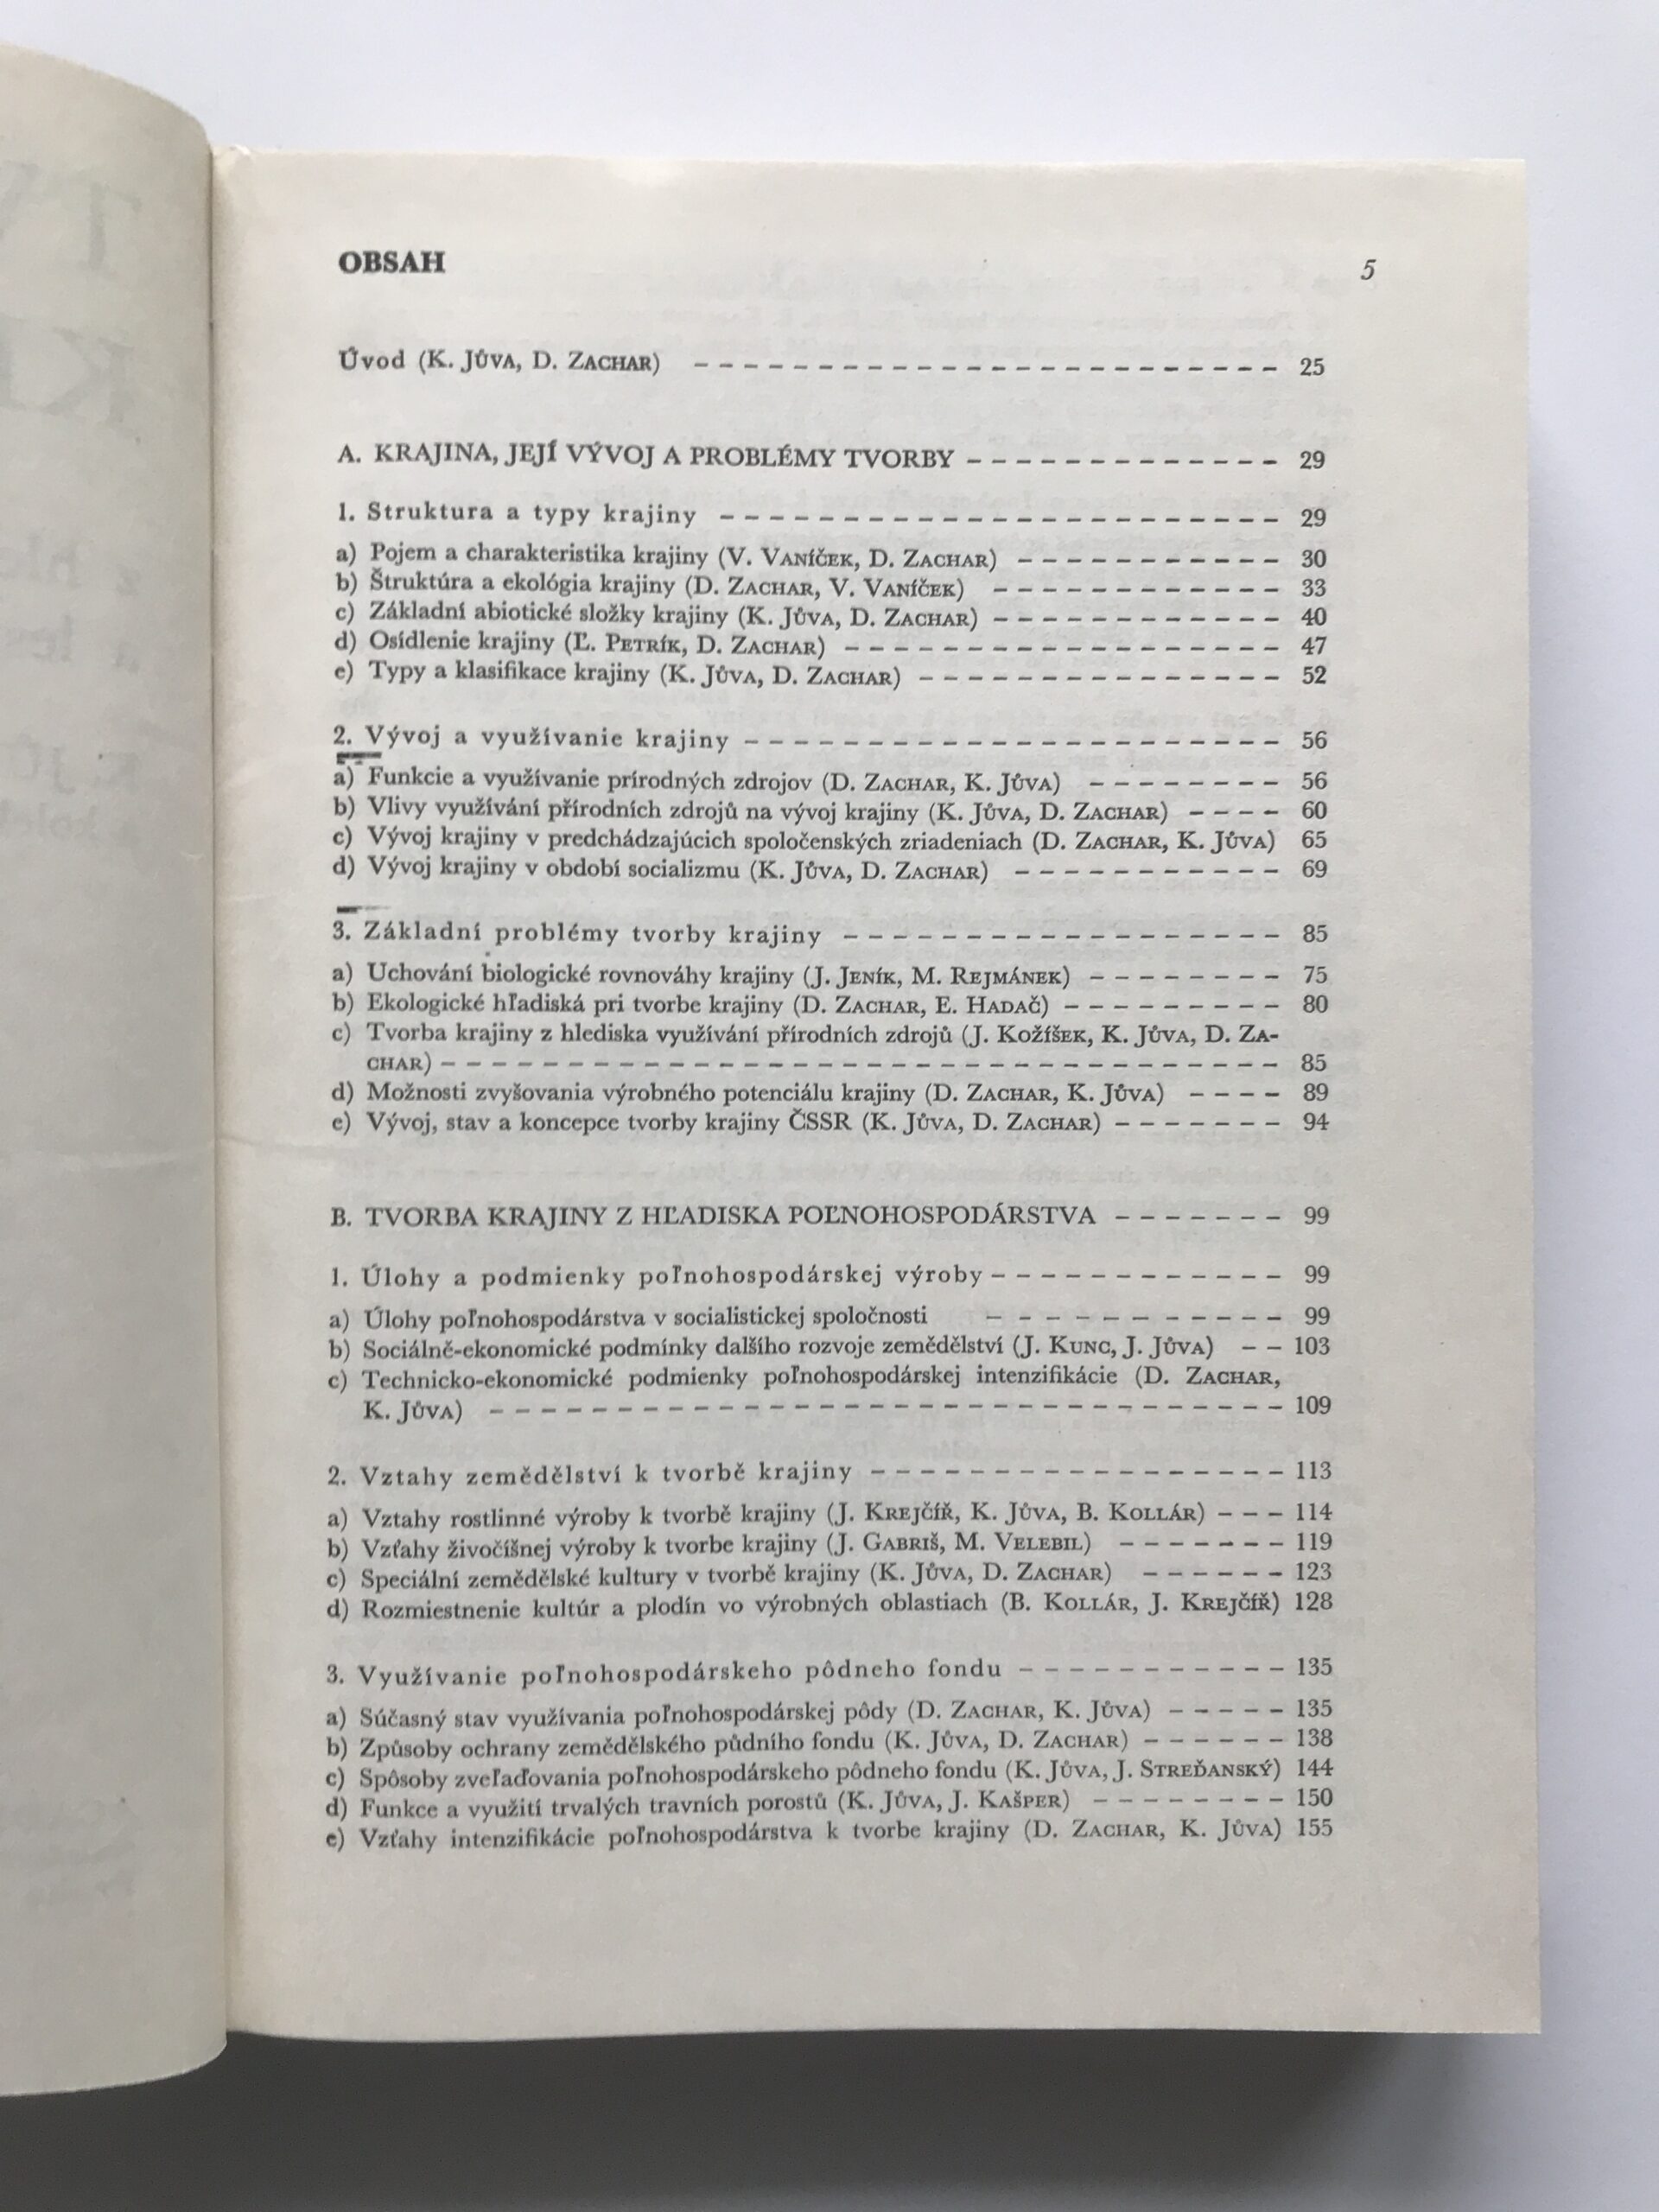 OBSAH 5
Úvod (K. Jůva, D. Zachar) – – – – – – – – – – – – – – – – – – – – – – – – 25
A. KRAJINA, JEJÍ VÝVOJ A PROBLÉMY TVORBY – – – – – – – – – – – – – 29
1. Struktura a typy krajiny – – – – – – – – – – – – – – – – – – – – – – – 29
a) Pojem a charakteristika krajiny (V. Vaníček, D. Zachar) – – – – – – – – – – – 30
b) Štruktúra a ekológia krajiny (D. Zachar, V. Vaníček) – – – – – – – – – – – – 33
c) Základní abiotické složky krajiny (K. Jůva, D. Zachar) – – – – – – – – – – – – 40
d) Osídlenie krajiny (Ľ. Petrík, D. Zachar) – – – – – – – – – – – – – – – – – – 47
e) Typy a klasifikace krajiny (K. Jůva, D. Zachar) – – – – – – – – – – – – – – – 52
2. Vývoj a využívanie krajiny – – – – – – – – – – – – – – – – – – – – – – 56
a) Funkcie a využívanie prírodných zdrojov (D. Zachar, K. Jůva) – – – – – – – – 56
b) Vlivy využívání přírodních zdrojů na vývoj krajiny (K. Jůva, D. Zachar) – – – – 60
c) Vývoj krajiny v predchádzajúcich spoločenských zriadeniach (D. Zachar, K. Jůva) 65
d) Vývoj krajiny v období socializmu (K. Jůva, D. Zachar) – – – – – – – – – – – 69
3. Základní problémy tvorby krajiny – – – – – – – – – – – – – – – – – – 85
a) Uchování biologické rovnováhy krajiny (J. Jeník, M. Rejmánek) – – – – – – – – 75
b) Ekologické hľadiská pri tvorbe krajiny (D. Zachar, E. Hadač) – – – – – – – – – 80
c) Tvorba krajiny z hlediska využívání přírodních zdrojů (J. Kožíšek, K. Jůva, D. Za-
char) – – – – – – – – – – – – – – – – – – – – – – – – – – – – – – – – – – 85
d) Možnosti zvyšovania výrobného potenciálu krajiny (D. Zachar, K. Jůva) – – – – 89
e) Vývoj, stav a koncepce tvorby krajiny ČSSR (K. Jůva, D. Zachar) – – – – – – – 94
B. TVORBA KRAJINY Z HĽADISKA POĽNOHOSPODÁRSTVA – – – – – – – 99
1. Úlohy a podmienky poľnohospodárskej výroby – – – – – – – – – – – – 99
a) Úlohy poľnohospodárstva v socialistickej spoločnosti – – – – – – – – – – – – 99
b) Sociálně-ekonomické podmínky dalšího rozvoje zemědělství (J. Kunc, J. Jůva) – – 103
c) Technicko-ekonomické podmienky poľnohospodárskej intenzifikácie (D. Zachar,
K. Jůva) – – – – – – – – – – – – – – – – – – – – – – – – – – – – – – – – 109
2. Vztahy zemědělství k tvorbě krajiny – – – – – – – – – – – – – – – – – 113
a) Vztahy rostlinné výroby k tvorbě krajiny (J. Krejčíř, K. Jůva, B. Kollár) – – – 114
b) Vzťahy živočíšnej výroby k tvorbe krajiny (J. Gabriš, M. Velebil) – – – – – – – 119
c) Speciální zemědělské kultury v tvorbě krajiny (K. Jůva, D. Zachar) – – – – – – 123
d) Rozmiestnenie kultúr a plodín vo výrobných oblastiach (B. Kollár, J. Krejčíř) 128
3. Využívanie poľnohospodárskeho pôdneho fondu – – – – – – – – – – – 135
a) Súčasný stav využívania poľnohospodárskej pôdy (D. Zachar, K. Jůva) – – – – – 135
b) Způsoby ochrany zemědělského půdního fondu (K. Jůva, D. Zachar) – – – – – – 138
c) Spôsoby zveľaďovania poľnohospodárskeho pôdneho fondu (K. Jůva, J. Streďanský) 144
d) Funkce a využití trvalých travních porostů (K. Jůva, J. Kašper) – – – – – – – – 150
e) Vzťahy intenzifikácie poľnohospodárstva k tvorbe krajiny (D. Zachar, K. Jůva) 155